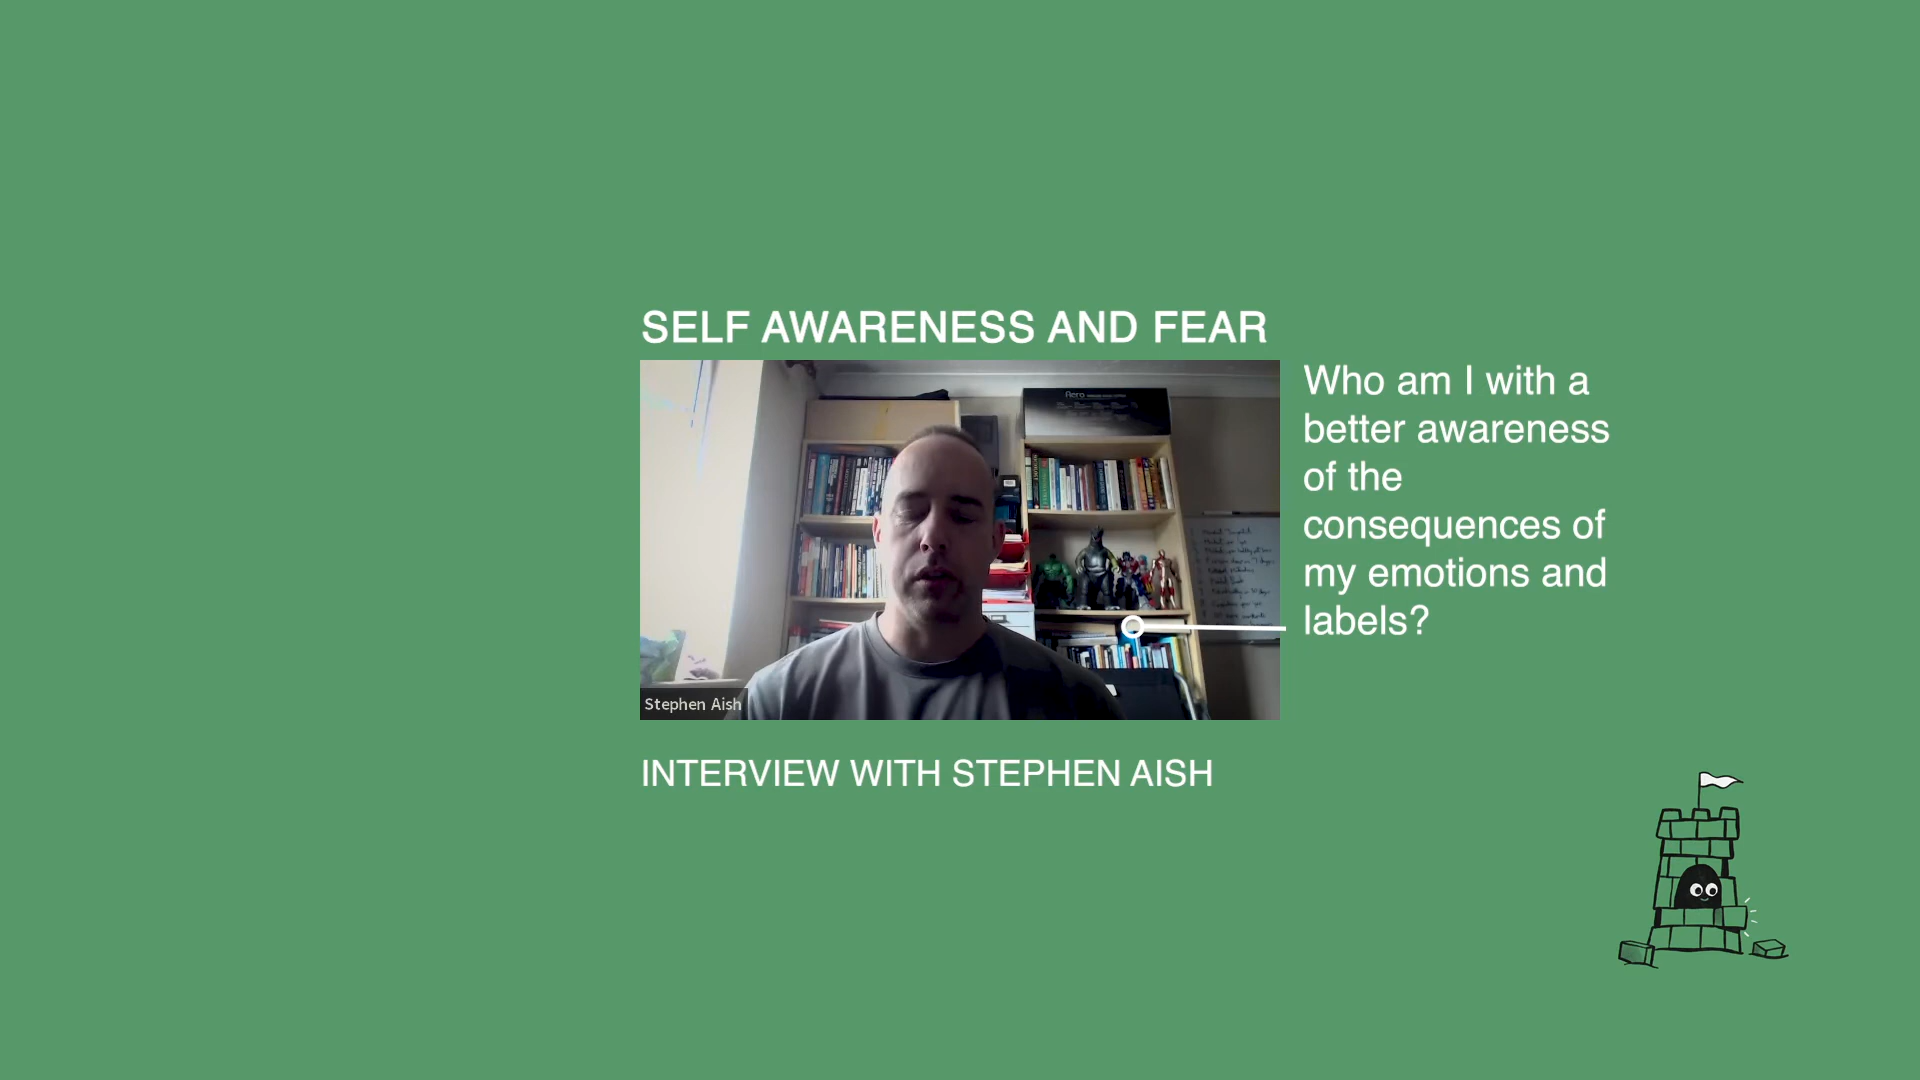 SELF AWARENESS AND FEAR
Aero
Who am I with a
better awareness
of the
consequences of
my emotions and
labels?
Stephen Aish
INTERVIEW WITH STEPHEN AISH